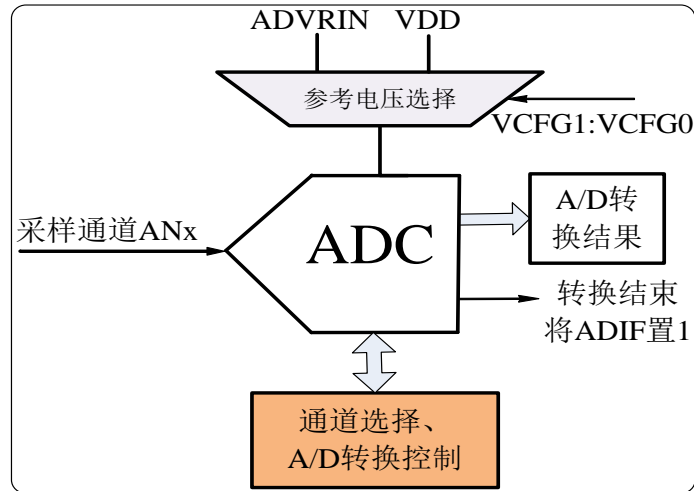 ADVRIN VDD
参考电压选择
VCFG1:VCFG0
采样通道ANx
ADC
A/D转
换结果
转换结束
将ADIF置1
通道选择、
A/D转换控制